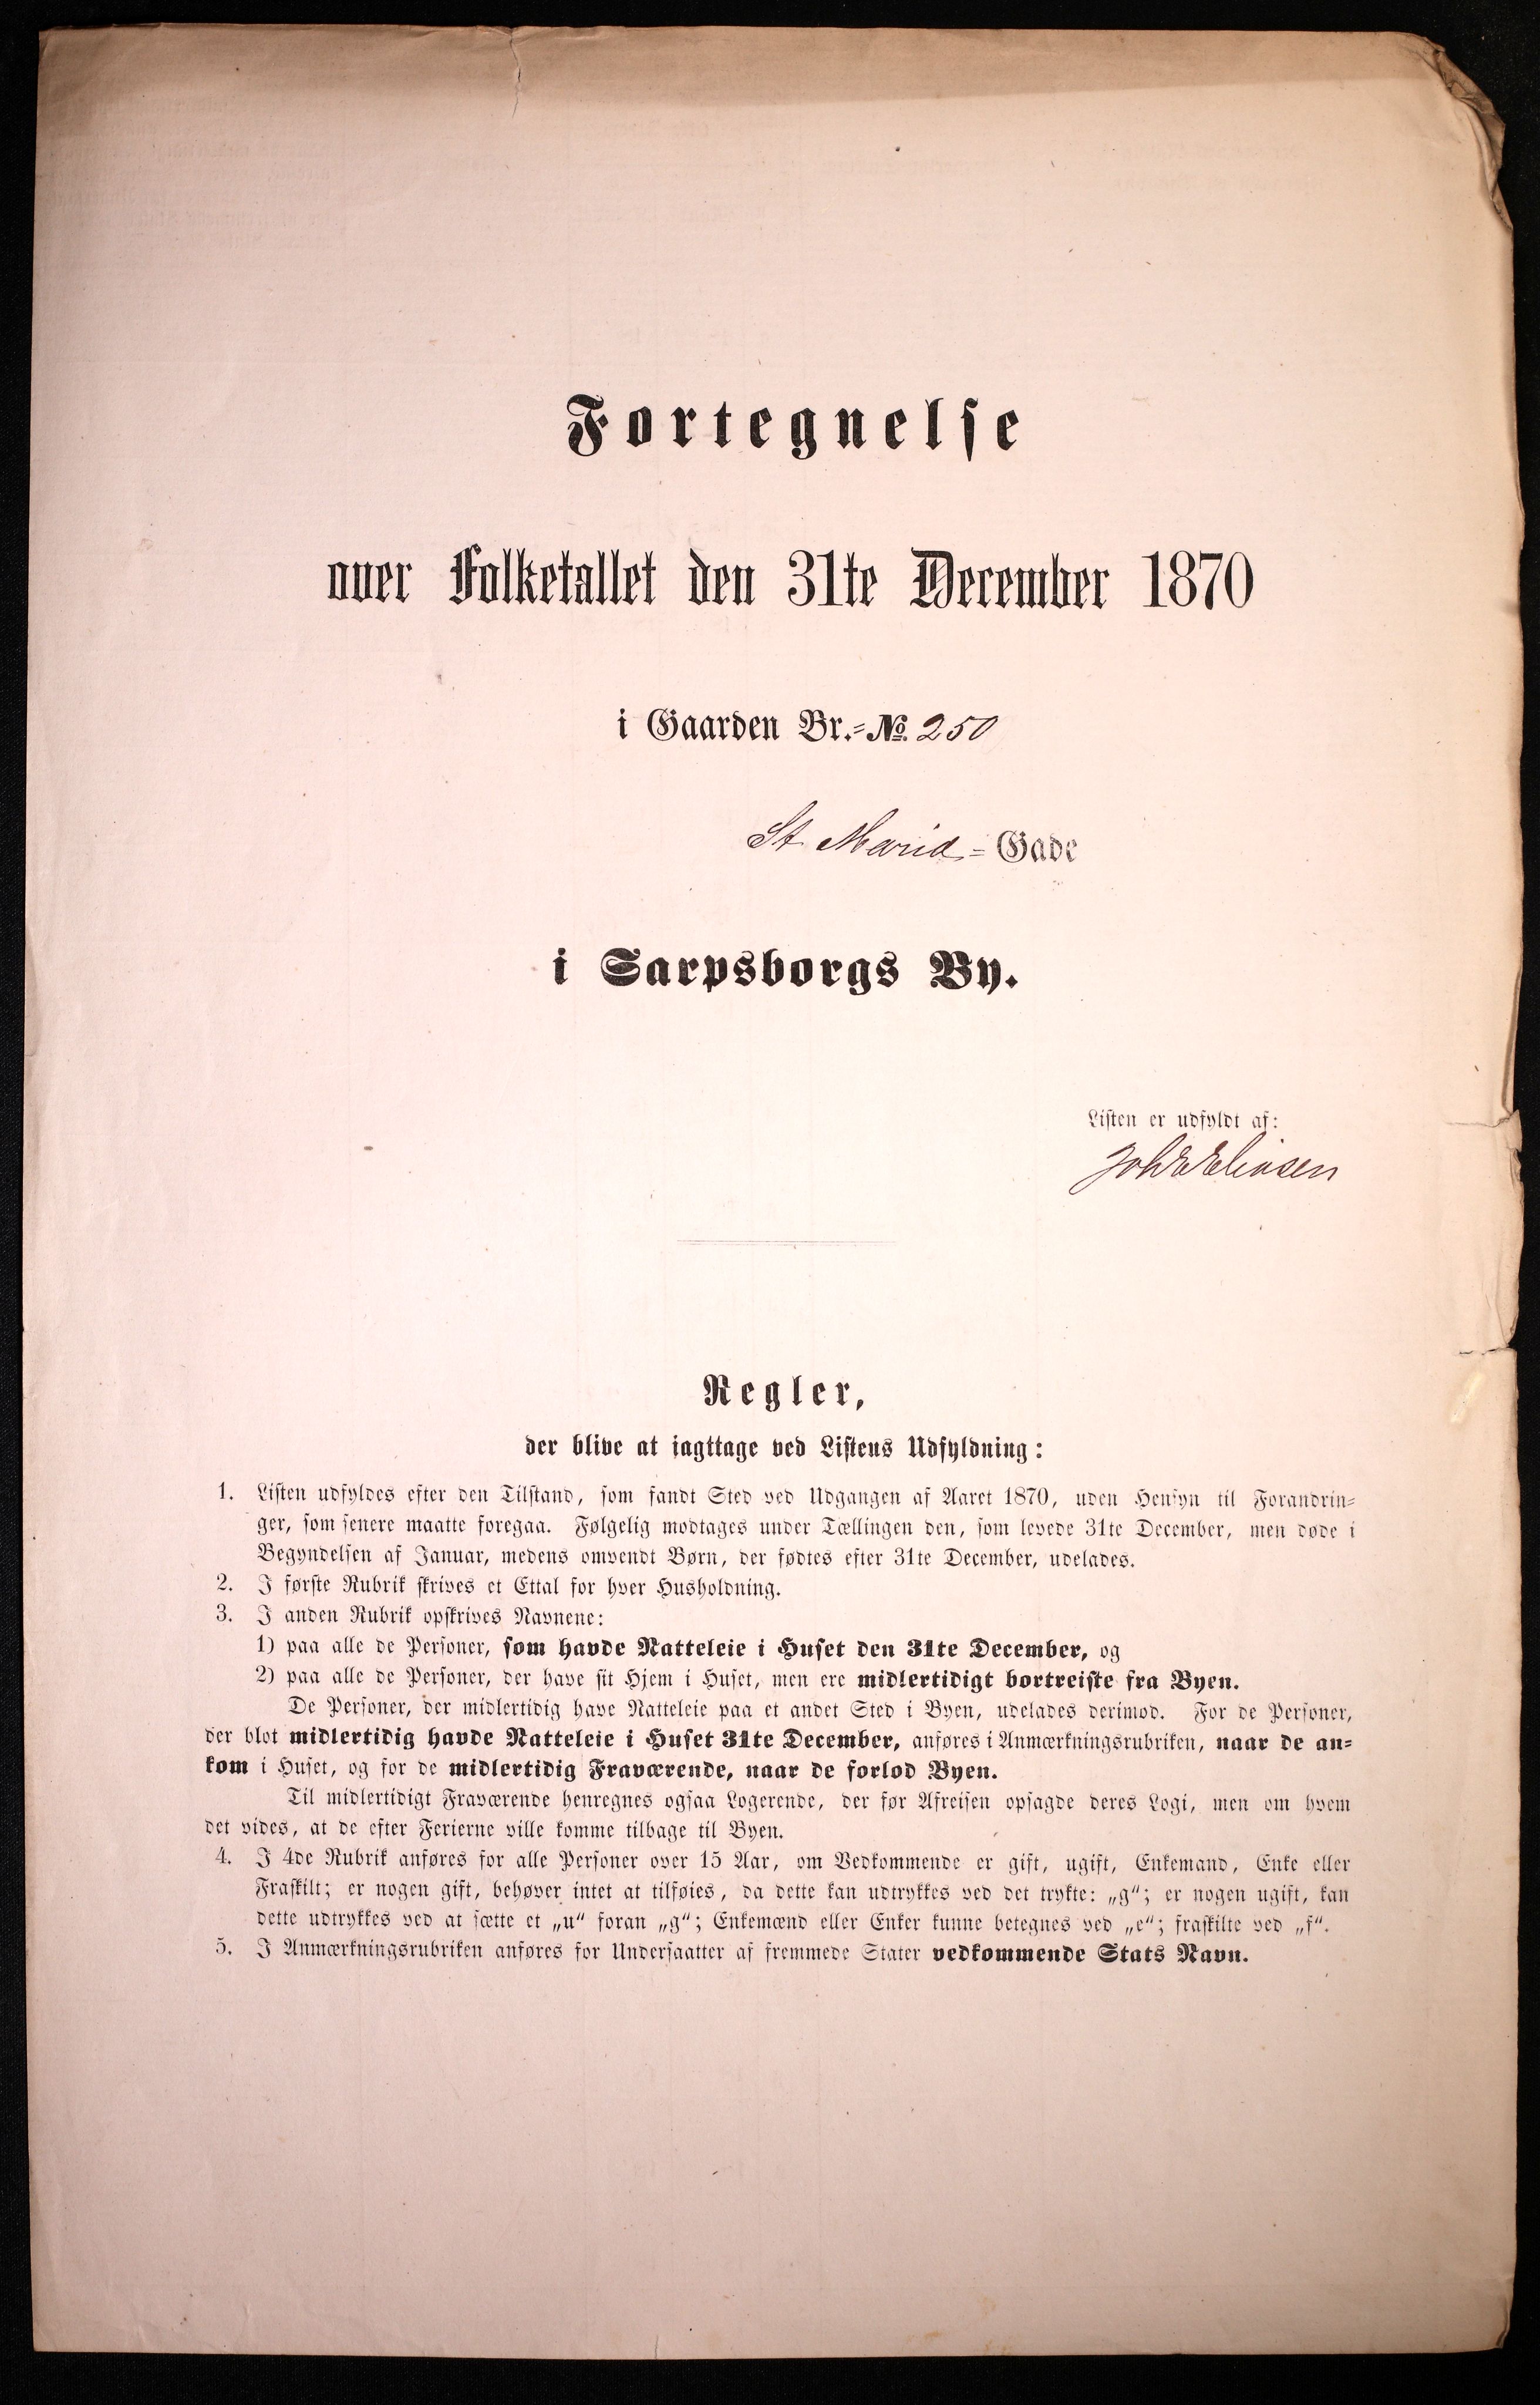 Fortegnelse
over Folketallet den 31te December 1870
i Gaarden Br.-No. 250
St. Maria - Gade
i Sarpsborgs By.
Listen er udfyldt af:
Regler,
der blive at iagttage ved Listens Udfyldning:
1. Listen udfyldes efter den Tilstand, som fandt Sted ved Udgangen af Aaret 1870, uden Hensyn til Forandrin-
ger, som senere maatte foregaa. Følgelig modtages under Tællingen den, som levede 31te December, men døde i
Begyndelsen af Januar, medens omvendt Børn, der fødtes efter 31te December, udelades.
2. I første Rubrik skrives et Ettal for hver Husholdning.
3. I anden Rubrik opskrives Navnene:
1) paa alle de Personer, som havde Natteleie i Huset den 31te December, og
2) paa alle de Personer, der have sit Hjem i Huset, men ere midlertidigt bortreiste fra Byen.
De Personer, der midlertidig have Natteleie paa et andet Sted i Byen, udelades derimod. For de Personer,
der blot midlertidig havde Natteleie i Huset 31te December, anføres i Anmærkningsrubriken, naar de an-
kom i Huset, og for de midlertidig Fraværende, naar de forlod Byen.
Til midlertidigt Fraværende henregnes ogsaa Logerende, der før Afreisen opsagde deres Logi, men om hvem
det vides, at de efter Ferierne ville komme tilbage til Byen.
4. I 4de Rubrik anføres for alle Personer over 15 Aar, om Vedkommende er gift, ugift, Enkemand, Enke eller
Fraskilt; er nogen gift, behøver intet at tilføies, da dette kan udtrykkes ved det trykte: „g“; er nogen ugift, kan
dette udtrykkes ved at sætte et „u“ foran „g“; Enkemænd eller Enker kunne betegnes ved „e“; fraskilte ved „f“.
5. I Anmærkningsrubriken anføres for Undersaatter af fremmede Stater vedkommende Stats Navn.